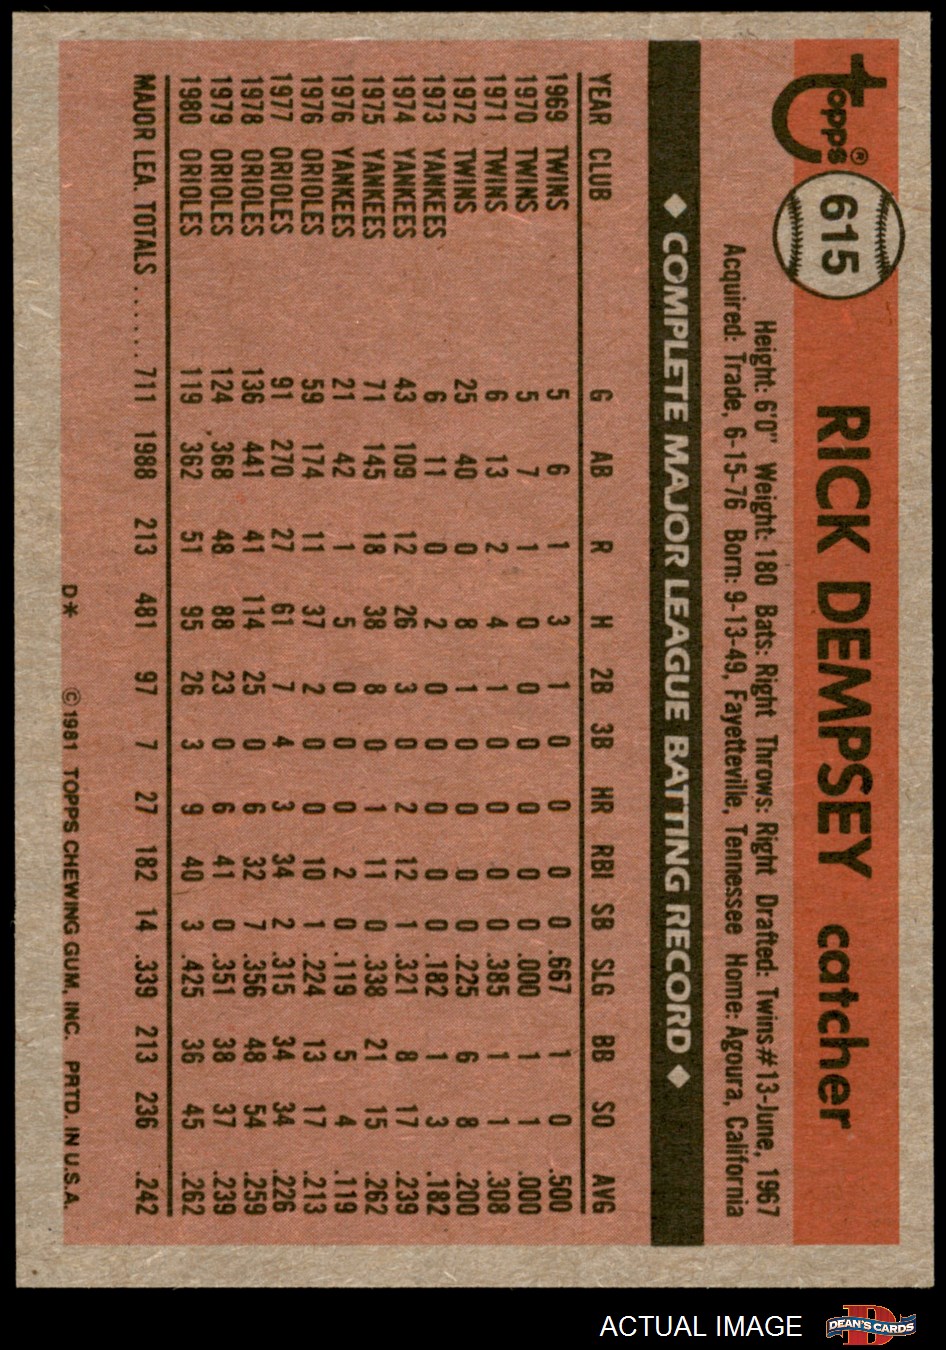 Topps®
615
RICK DEMPSEY catcher
Height: 6'0" Weight: 180 Bats: Right Throws: Right Drafted: Twins #13-June, 1967
Acquired: Trade, 6-15-76 Born: 9-13-49, Fayetteville, Tennessee Home: Agoura, California
◆ COMPLETE MAJOR LEAGUE BATTING RECORD ◆
YEAR CLUB G AB R H 2B 3B HR RBI SB SLG BB SO AVG
1969 TWINS 5 6 1 3 1 0 0 0 0 .667 1 0 .500
1970 TWINS 5 7 1 0 0 0 0 0 0 .000 1 1 .000
1971 TWINS 6 13 2 4 1 0 0 0 0 .385 1 1 .308
1972 TWINS 25 40 0 8 1 0 0 0 0 .225 6 8 .200
1973 YANKEES 6 11 0 2 0 0 0 0 0 .182 1 3 .182
1974 YANKEES 43 109 12 26 3 0 2 12 1 .321 8 17 .239
1975 YANKEES 71 145 18 38 8 0 1 11 0 .338 21 15 .262
1976 YANKEES 21 42 1 5 0 0 0 2 0 .119 5 4 .119
1976 ORIOLES 59 174 11 37 2 0 0 10 1 .224 13 17 .213
1977 ORIOLES 91 270 27 61 7 4 3 34 2 .315 34 34 .226
1978 ORIOLES 136 441 41 114 25 0 6 32 7 .356 48 54 .259
1979 ORIOLES 124 368 48 88 23 0 6 41 0 .351 38 37 .239
1980 ORIOLES 119 362 51 95 26 3 9 40 3 .425 36 45 .262
MAJOR LEA. TOTALS ...... 711 1988 213 481 97 7 27 182 14 .339 213 236 .242
D* ©1981 TOPPS CHEWING GUM, INC. PRTD. IN U.S.A.
ACTUAL IMAGE
D
DEAN'S CARDS